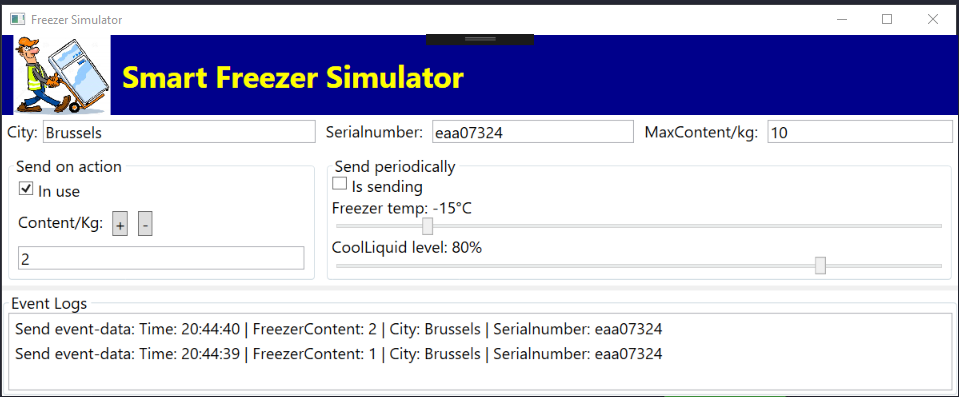 Freezer Simulator
Smart Freezer Simulator
City: Brussels Serialnumber: eaa07324 MaxContent/kg: 10
Send on action
In use
Content/Kg: + -
2
Send periodically
Is sending
Freezer temp: -15°C
CoolLiquid level: 80%
Event Logs
Send event-data: Time: 20:44:40 | FreezerContent: 2 | City: Brussels | Serialnumber: eaa07324
Send event-data: Time: 20:44:39 | FreezerContent: 1 | City: Brussels | Serialnumber: eaa07324